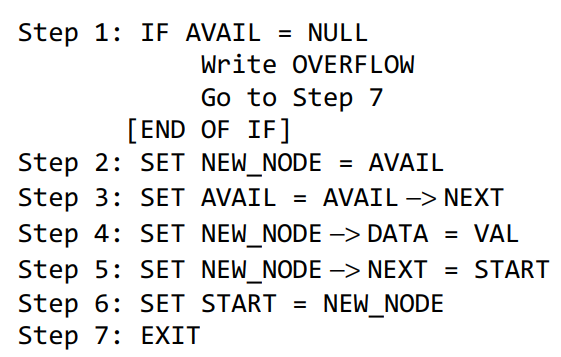 Step 1: IF AVAIL = NULL
Write OVERFLOW
Go to Step 7
[END OF IF]
Step 2: SET NEW_NODE = AVAIL
Step 3: SET AVAIL = AVAIL —> NEXT
Step 4: SET NEW_NODE —> DATA = VAL
Step 5: SET NEW_NODE —> NEXT = START
Step 6: SET START = NEW_NODE
Step 7: EXIT